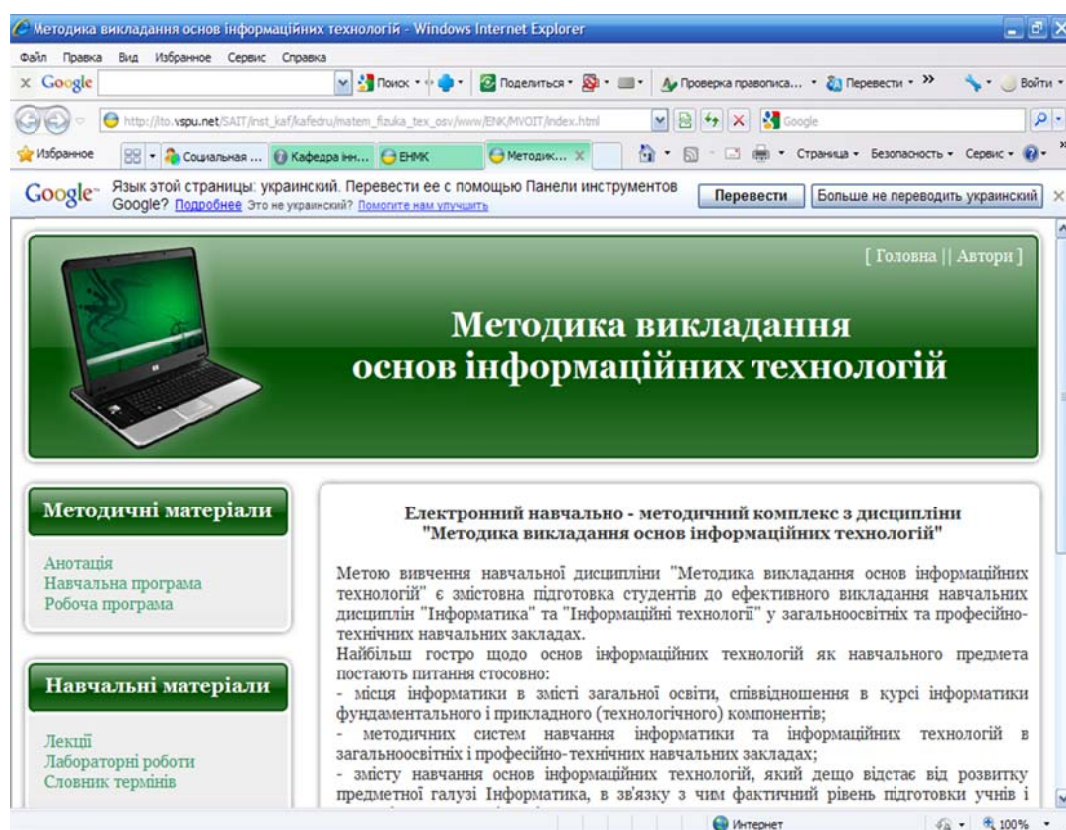 Методика викладання основ інформаційних технологій - Windows Internet Explorer
Файл Правка Вид Избранное Сервис Справка
x Google Поиск Поделиться Проверка правописа... Перевести » Войти
http://ito.vspu.net/SAIT/inst_kaf/kafedru/matem_fizuka_tex_osv/www/ENK/MVOIT/index.html Google
Избранное Социальная ... Кафедра інн... ЕНМК Методик... X Страница Безопасность Сервис »
Google Язык этой страницы: украинский. Перевести ее с помощью Панели инструментов
Google? Подробнее Это не украинский? Помогите нам улучшить
Перевести Больше не переводить украинский
[ Головна || Автори ]
Методика викладання
основ інформаційних технологій
Методичні матеріали
Анотація
Навчальна програма
Робоча програма
Навчальні матеріали
Лекції
Лабораторні роботи
Словник термінів
Електронний навчально - методичний комплекс з дисципліни
"Методика викладання основ інформаційних технологій"
Метою вивчення навчальної дисципліни "Методика викладання основ інформаційних
технологій" є змістовна підготовка студентів до ефективного викладання навчальних
дисциплін "Інформатика" та "Інформаційні технології" у загальноосвітніх та професійно-
технічних навчальних закладах.
Найбільш гостро щодо основ інформаційних технологій як навчального предмета
постають питання стосовно:
- місця інформатики в змісті загальної освіти, співвідношення в курсі інформатики
фундаментального і прикладного (технологічного) компонентів;
- методичних систем навчання інформатики та інформаційних технологій в
загальноосвітніх і професійно-технічних навчальних закладах;
- змісту навчання основ інформаційних технологій, який дещо відстає від розвитку
предметної галузі Інформатика, в зв'язку з чим фактичний рівень підготовки учнів і
Интернет 100%